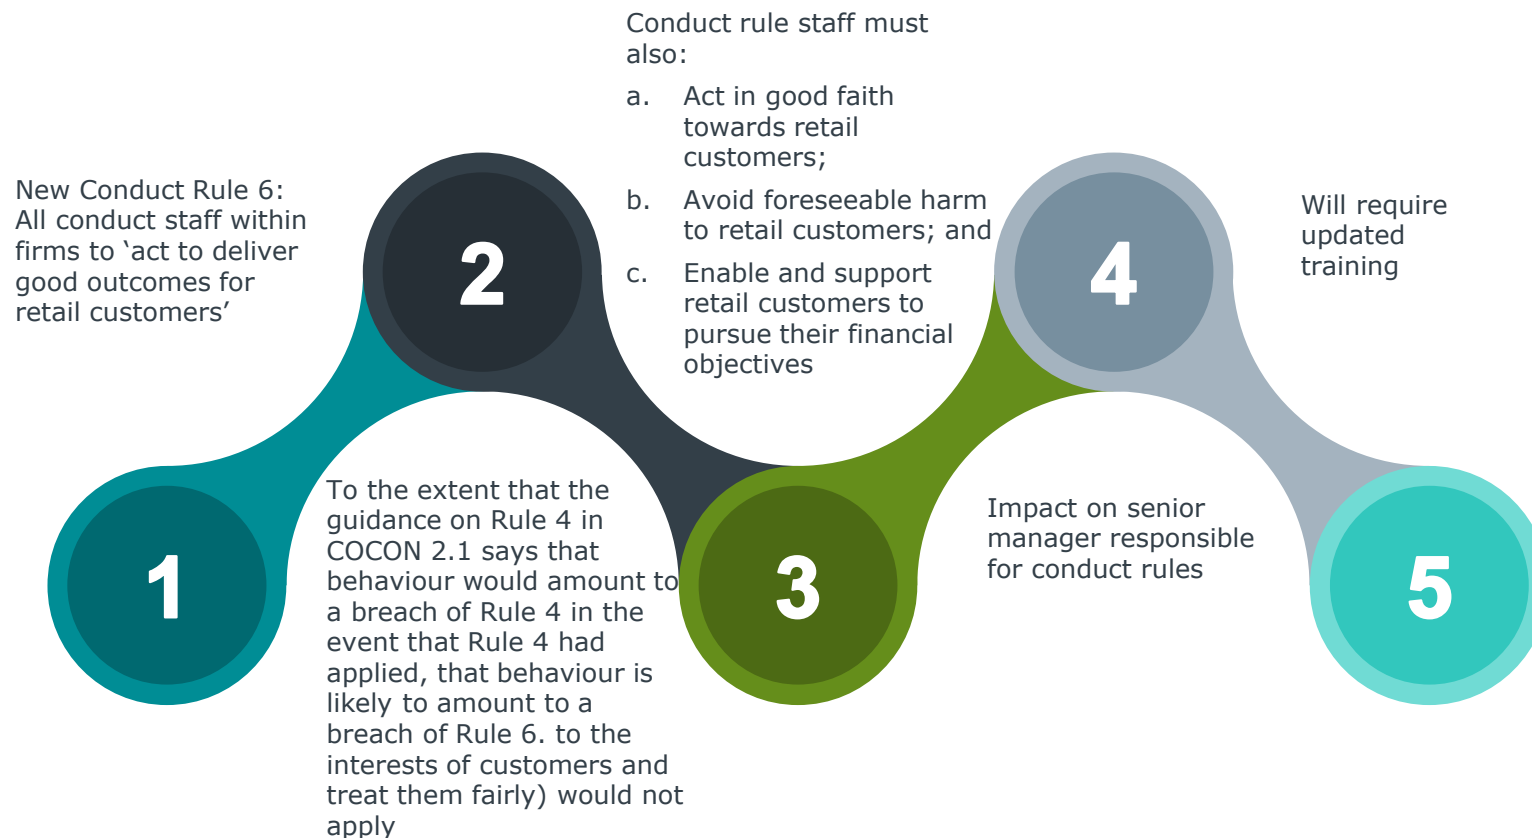 New Conduct Rule 6:
All conduct staff within
firms to ‘act to deliver
good outcomes for
retail customers’
1
2
To the extent that the
guidance on Rule 4 in
COCON 2.1 says that
behaviour would amount to
a breach of Rule 4 in the
event that Rule 4 had
applied, that behaviour is
likely to amount to a
breach of Rule 6. to the
interests of customers and
treat them fairly) would not
apply
Conduct rule staff must
also:
a. Act in good faith
towards retail
customers;
b. Avoid foreseeable harm
to retail customers; and
c. Enable and support
retail customers to
pursue their financial
objectives
3
4
Impact on senior
manager responsible
for conduct rules
Will require
updated
training
5